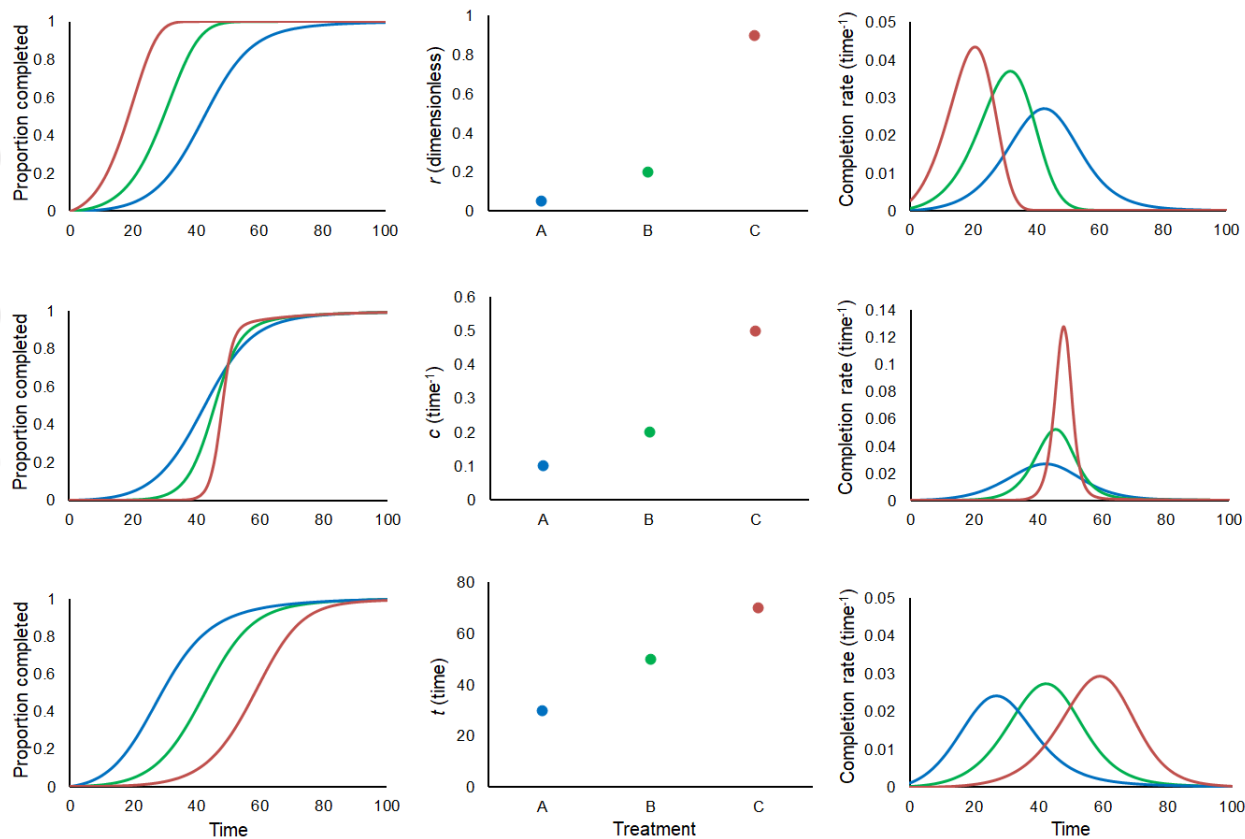 Proportion completed
1
0.8
0.6
0.4
0.2
0
0 20 40 60 80 100
r (dimensionless)
1
0.8
0.6
0.4
0.2
0
A B C
Completion rate (time-1)
0.05
0.04
0.03
0.02
0.01
0
0 20 40 60 80 100
Proportion completed
1
0.8
0.6
0.4
0.2
0
0 20 40 60 80 100
c (time-1)
0.6
0.5
0.4
0.3
0.2
0.1
0
A B C
Completion rate (time-1)
0.14
0.12
0.1
0.08
0.06
0.04
0.02
0
0 20 40 60 80 100
Proportion completed
1
0.8
0.6
0.4
0.2
0
0 20 40 60 80 100
Time
t (time)
80
60
40
20
0
A B C
Treatment
Completion rate (time-1)
0.05
0.04
0.03
0.02
0.01
0
0 20 40 60 80 100
Time